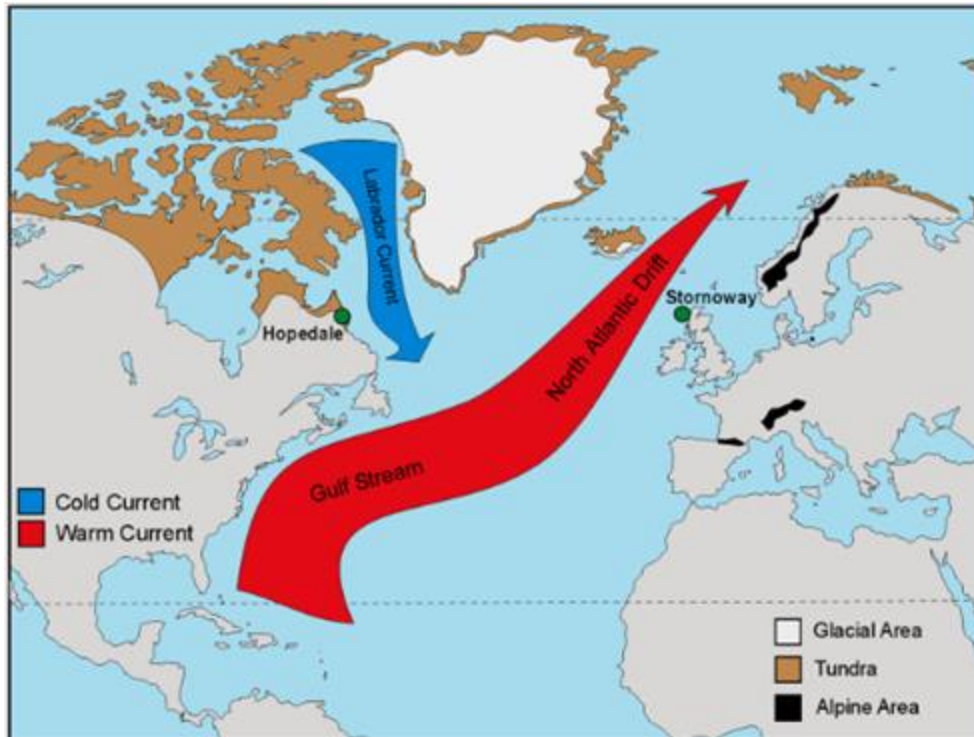 Labrador Current
Hopedale
Stornoway
North Atlantic Drift
Gulf Stream
Cold Current
Warm Current
Glacial Area
Tundra
Alpine Area